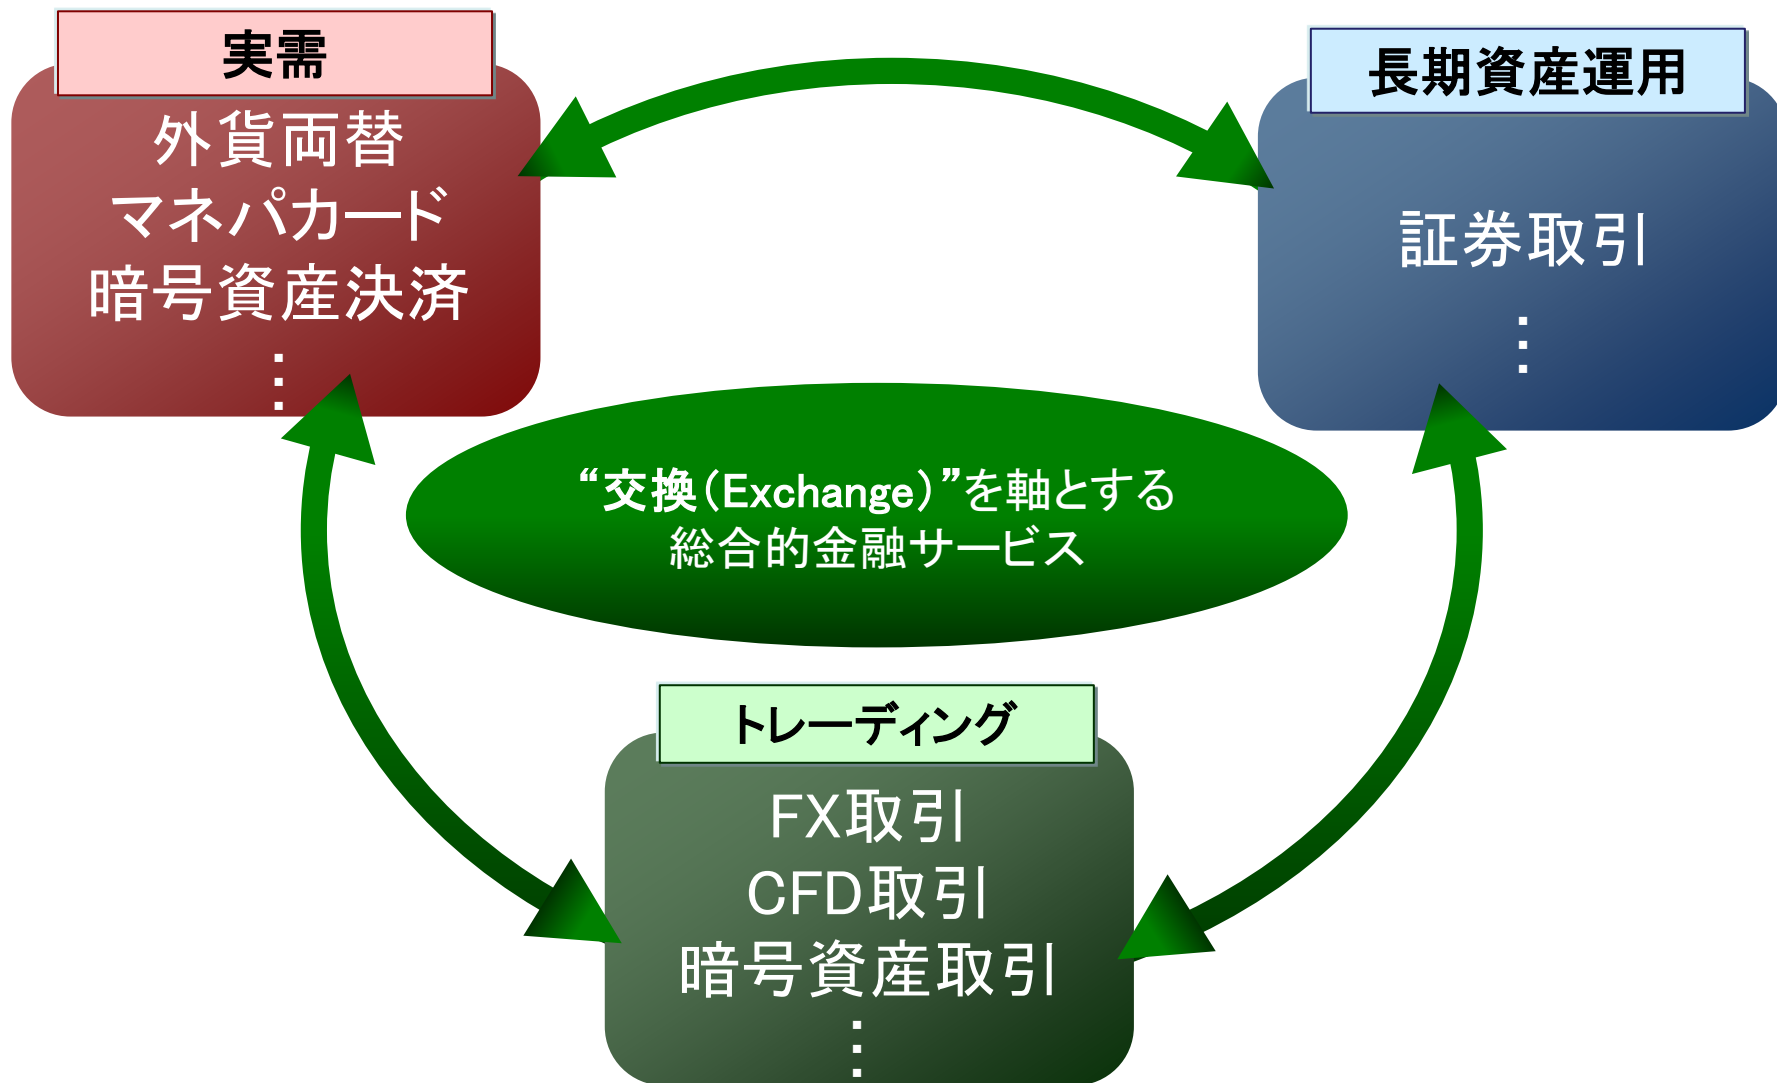 実需
外貨両替
マネパカード
暗号資産決済
⋮
長期資産運用
証券取引
⋮
“交換(Exchange)”を軸とする
総合的金融サービス
トレーディング
FX取引
CFD取引
暗号資産取引
⋮